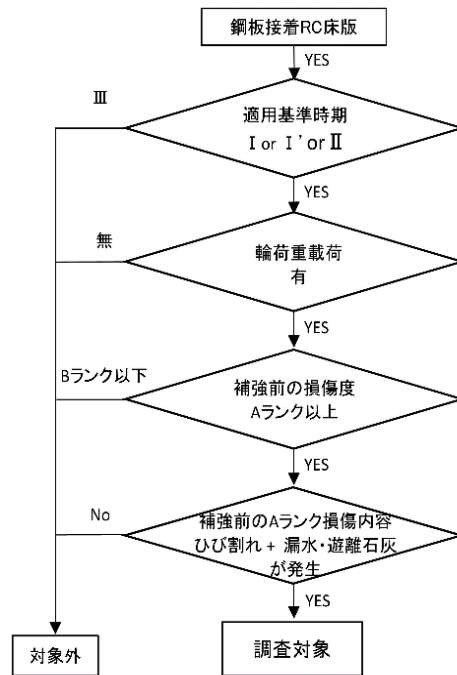 鋼板接着RC床版
YES
Ⅲ
適用基準時期
Ⅰ or Ⅰ' or Ⅱ
YES
無
輪荷重載荷
有
YES
Bランク以下
補強前の損傷度
Aランク以上
YES
No
補強前のAランク損傷内容
ひび割れ + 漏水・遊離石灰
が発生
YES
対象外
調査対象